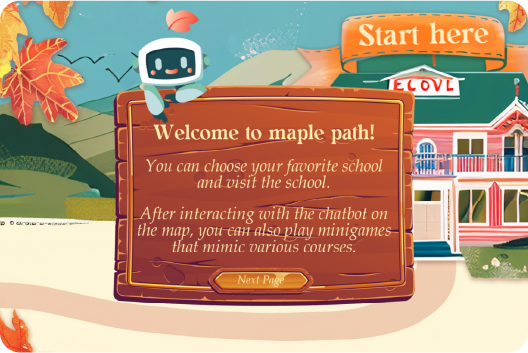 Start here
ECOVL
Welcome to maple path!
You can choose your favorite school
and visit the school.
After interacting with the chatbot on
the map, you can also play minigames
that mimic various courses.
Next Page